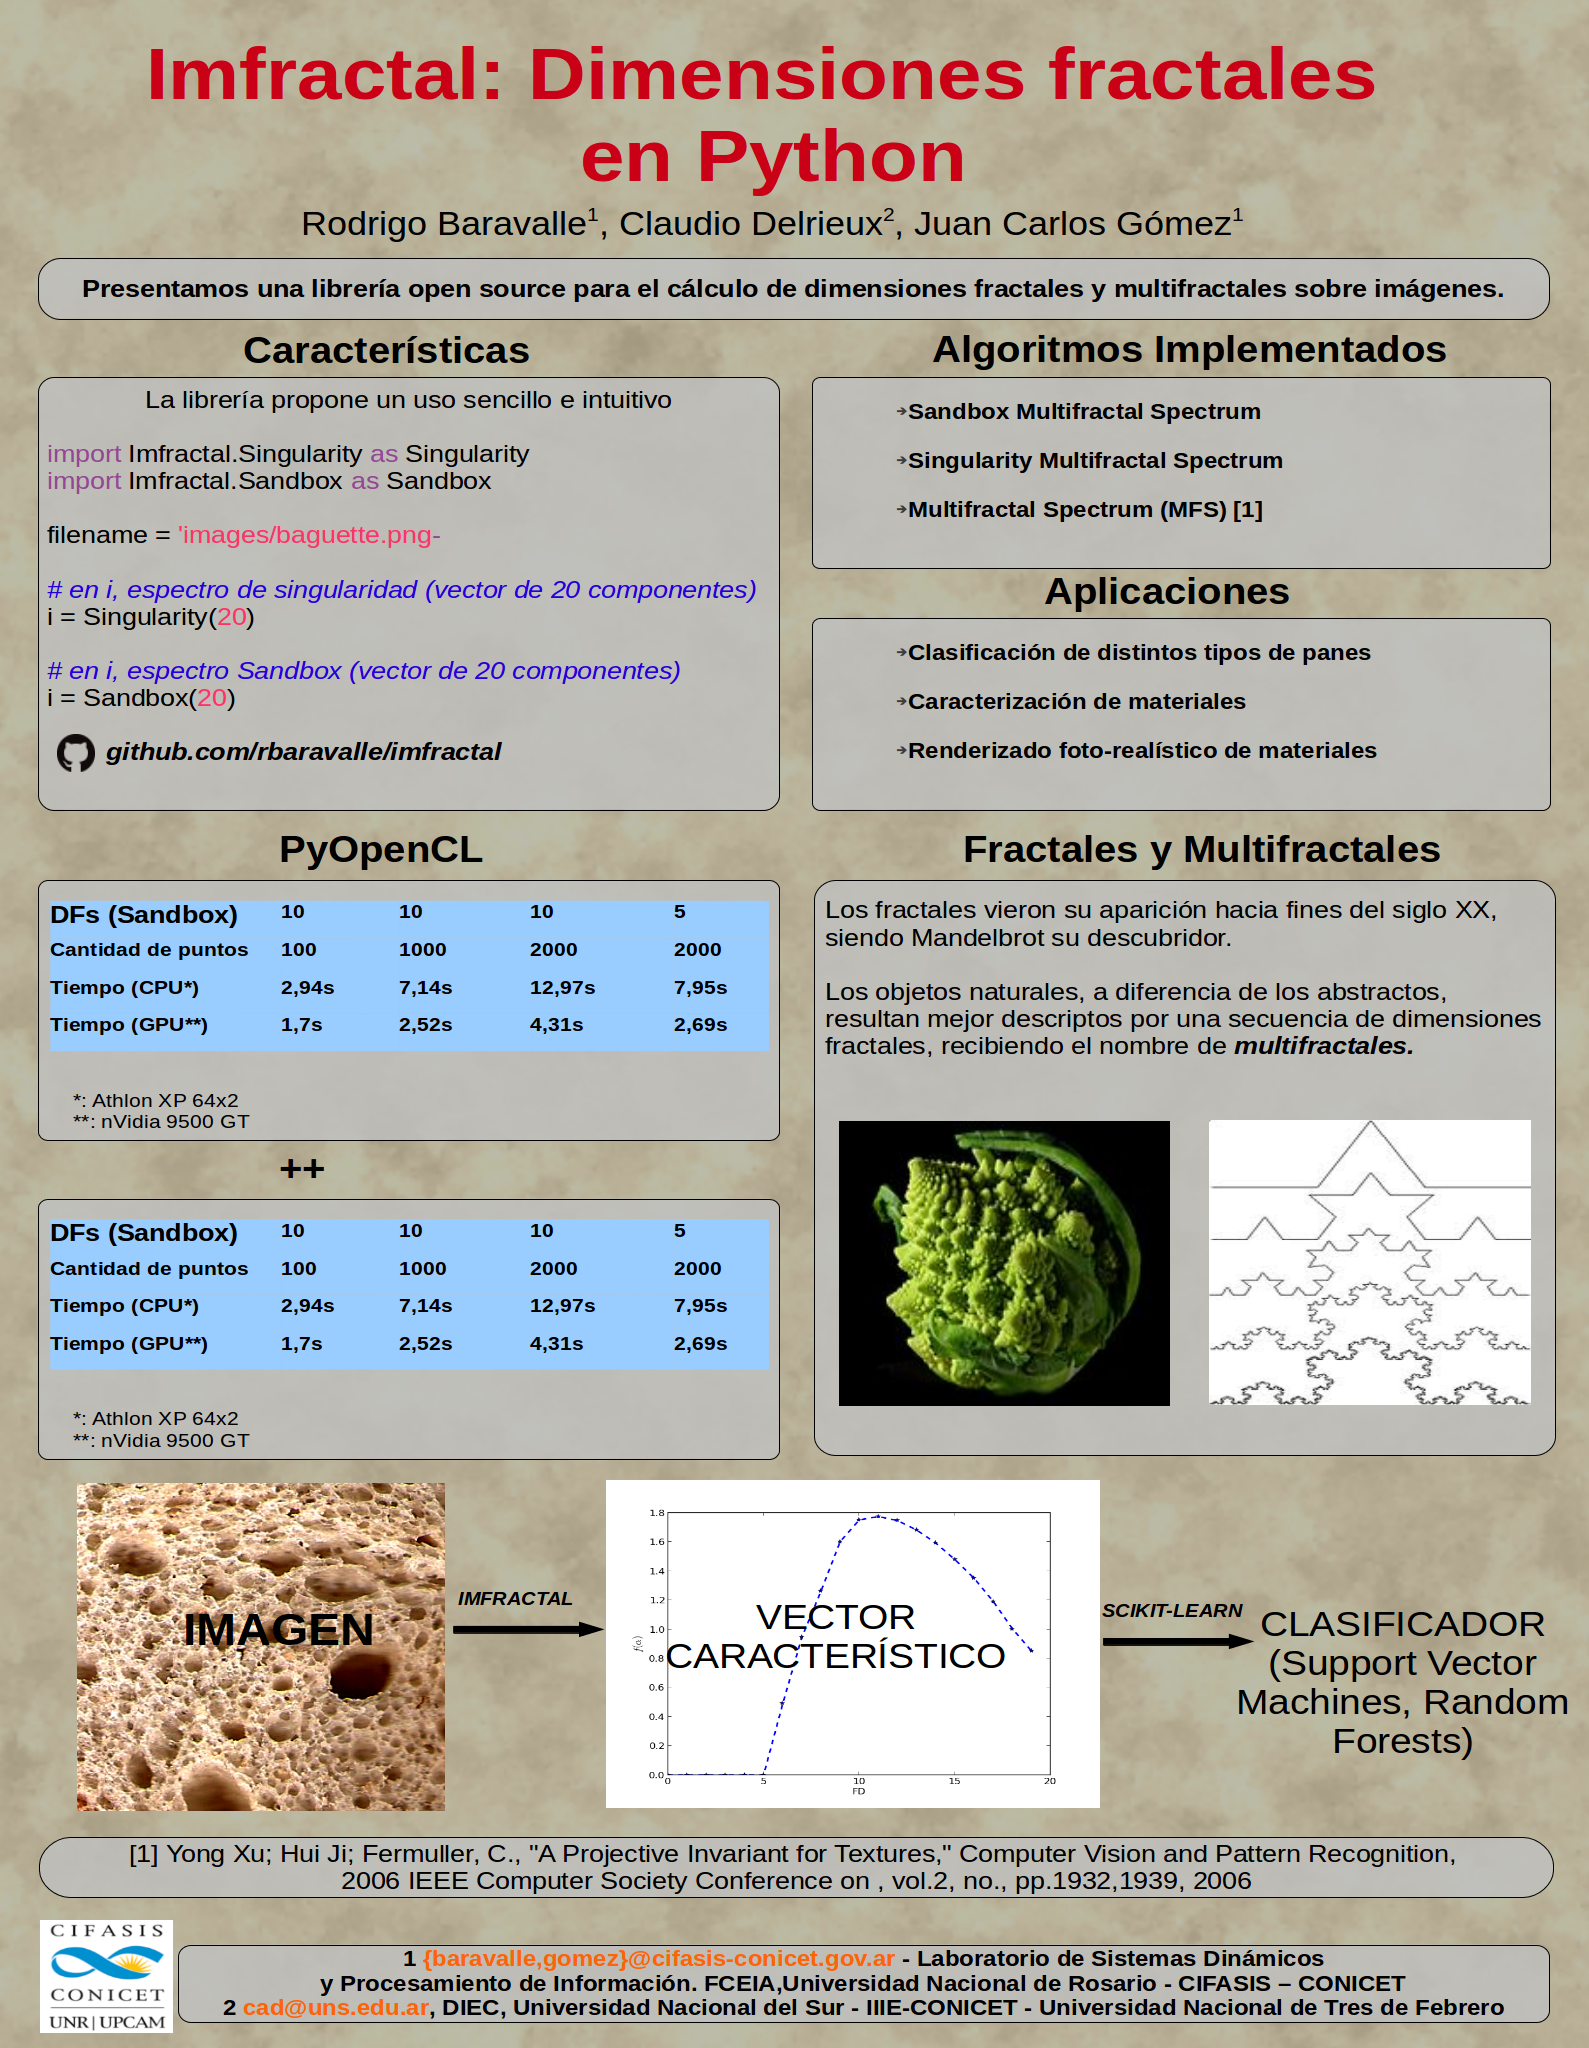 Imfractal: Dimensiones fractales
en Python
Rodrigo Baravalle1, Claudio Delrieux2, Juan Carlos Gómez1
Presentamos una librería open source para el cálculo de dimensiones fractales y multifractales sobre imágenes.
Características
La librería propone un uso sencillo e intuitivo
import Imfractal.Singularity as Singularity
import Imfractal.Sandbox as Sandbox
filename = 'images/baguette.png-
# en i, espectro de singularidad (vector de 20 componentes)
i = Singularity(20)
# en i, espectro Sandbox (vector de 20 componentes)
i = Sandbox(20)
github.com/rbaravalle/imfractal
Algoritmos Implementados
➔Sandbox Multifractal Spectrum
➔Singularity Multifractal Spectrum
➔Multifractal Spectrum (MFS) [1]
Aplicaciones
➔Clasificación de distintos tipos de panes
➔Caracterización de materiales
➔Renderizado foto-realístico de materiales
PyOpenCL
DFs (Sandbox) 10 10 10 5
Cantidad de puntos 100 1000 2000 2000
Tiempo (CPU*) 2,94s 7,14s 12,97s 7,95s
Tiempo (GPU**) 1,7s 2,52s 4,31s 2,69s
*: Athlon XP 64x2
**: nVidia 9500 GT
++
DFs (Sandbox) 10 10 10 5
Cantidad de puntos 100 1000 2000 2000
Tiempo (CPU*) 2,94s 7,14s 12,97s 7,95s
Tiempo (GPU**) 1,7s 2,52s 4,31s 2,69s
*: Athlon XP 64x2
**: nVidia 9500 GT
Fractales y Multifractales
Los fractales vieron su aparición hacia fines del siglo XX,
siendo Mandelbrot su descubridor.
Los objetos naturales, a diferencia de los abstractos,
resultan mejor descriptos por una secuencia de dimensiones
fractales, recibiendo el nombre de multifractales.
IMAGEN
IMFRACTAL
1.8
1.6
1.4
1.2
1.0
0.8
0.6
0.4
0.2
0.0
f(α)
0 5 10 15 20
FD
VECTOR
CARACTERÍSTICO
SCIKIT-LEARN
CLASIFICADOR
(Support Vector
Machines, Random
Forests)
[1] Yong Xu; Hui Ji; Fermuller, C., "A Projective Invariant for Textures," Computer Vision and Pattern Recognition,
2006 IEEE Computer Society Conference on , vol.2, no., pp.1932,1939, 2006
CIFASIS
CONICET
UNR | UPCAM
1 {baravalle,gomez}@cifasis-conicet.gov.ar - Laboratorio de Sistemas Dinámicos
y Procesamiento de Información. FCEIA,Universidad Nacional de Rosario - CIFASIS – CONICET
2 cad@uns.edu.ar, DIEC, Universidad Nacional del Sur - IIIE-CONICET - Universidad Nacional de Tres de Febrero